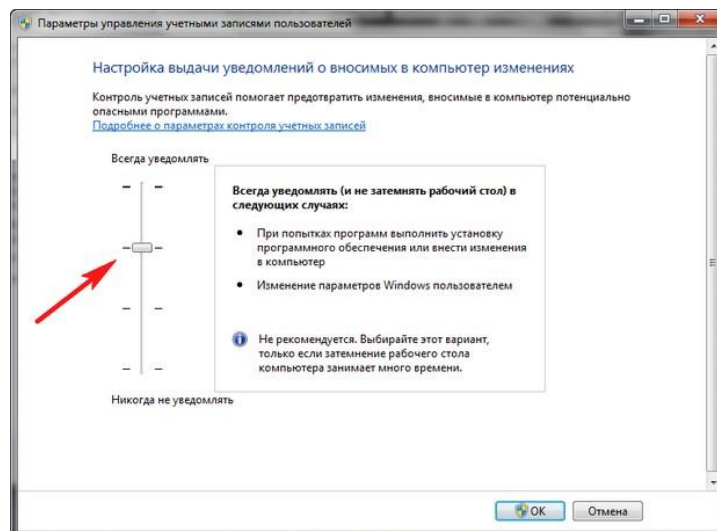 Параметры управления учетными записями пользователей
Настройка выдачи уведомлений о вносимых в компьютер изменениях
Контроль учетных записей помогает предотвратить изменения, вносимые в компьютер потенциально
опасными программами.
Подробнее о параметрах контроля учетных записей
Всегда уведомлять
Всегда уведомлять (и не затемнять рабочий стол) в
следующих случаях:
При попытках программ выполнить установку
программного обеспечения или внести изменения
в компьютер
Изменение параметров Windows пользователем
Не рекомендуется. Выбирайте этот вариант,
только если затемнение рабочего стола
компьютера занимает много времени.
Никогда не уведомлять
OK
Отмена